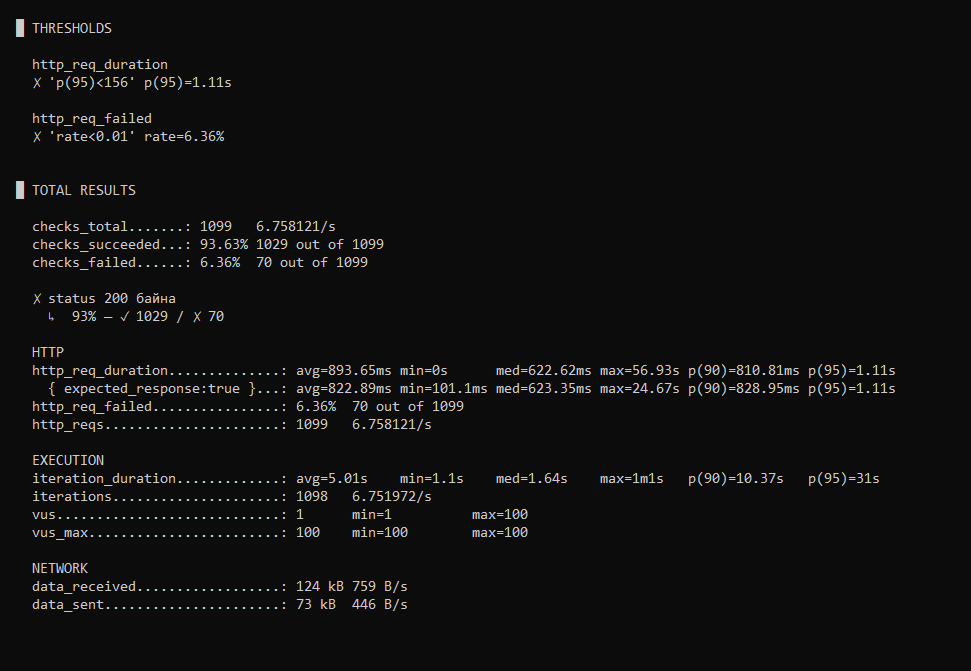 THRESHOLDS
http_req_duration
✗ 'p(95)<156' p(95)=1.11s
http_req_failed
✗ 'rate<0.01' rate=6.36%
TOTAL RESULTS
checks_total.......: 1099 6.758121/s
checks_succeeded...: 93.63% 1029 out of 1099
checks_failed......: 6.36% 70 out of 1099
✗ status 200 байна
↳ 93% — ✓ 1029 / ✗ 70
HTTP
http_req_duration..............: avg=893.65ms min=0s med=622.62ms max=56.93s p(90)=810.81ms p(95)=1.11s
{ expected_response:true }...: avg=822.89ms min=101.1ms med=623.35ms max=24.67s p(90)=828.95ms p(95)=1.11s
http_req_failed................: 6.36% 70 out of 1099
http_reqs......................: 1099 6.758121/s
EXECUTION
iteration_duration.............: avg=5.01s min=1.1s med=1.64s max=1m1s p(90)=10.37s p(95)=31s
iterations.....................: 1098 6.751972/s
vus............................: 1 min=1 max=100
vus_max........................: 100 min=100 max=100
NETWORK
data_received..................: 124 kB 759 B/s
data_sent......................: 73 kB 446 B/s